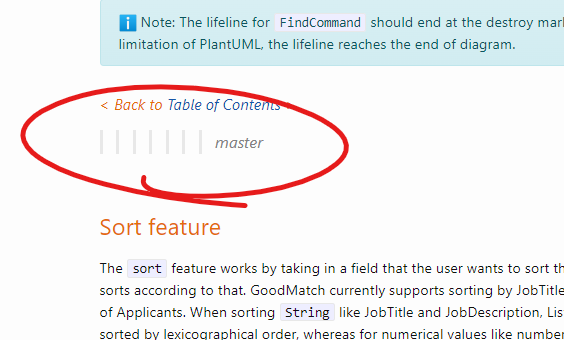 ℹ️ Note: The lifeline for FindCommand should end at the destroy mar
limitation of PlantUML, the lifeline reaches the end of diagram.
< Back to Table of Contents
master
Sort feature
The sort feature works by taking in a field that the user wants to sort th
sorts according to that. GoodMatch currently supports sorting by JobTitle
of Applicants. When sorting String like JobTitle and JobDescription, Lis
sorted by lexicographical order, whereas for numerical values like number